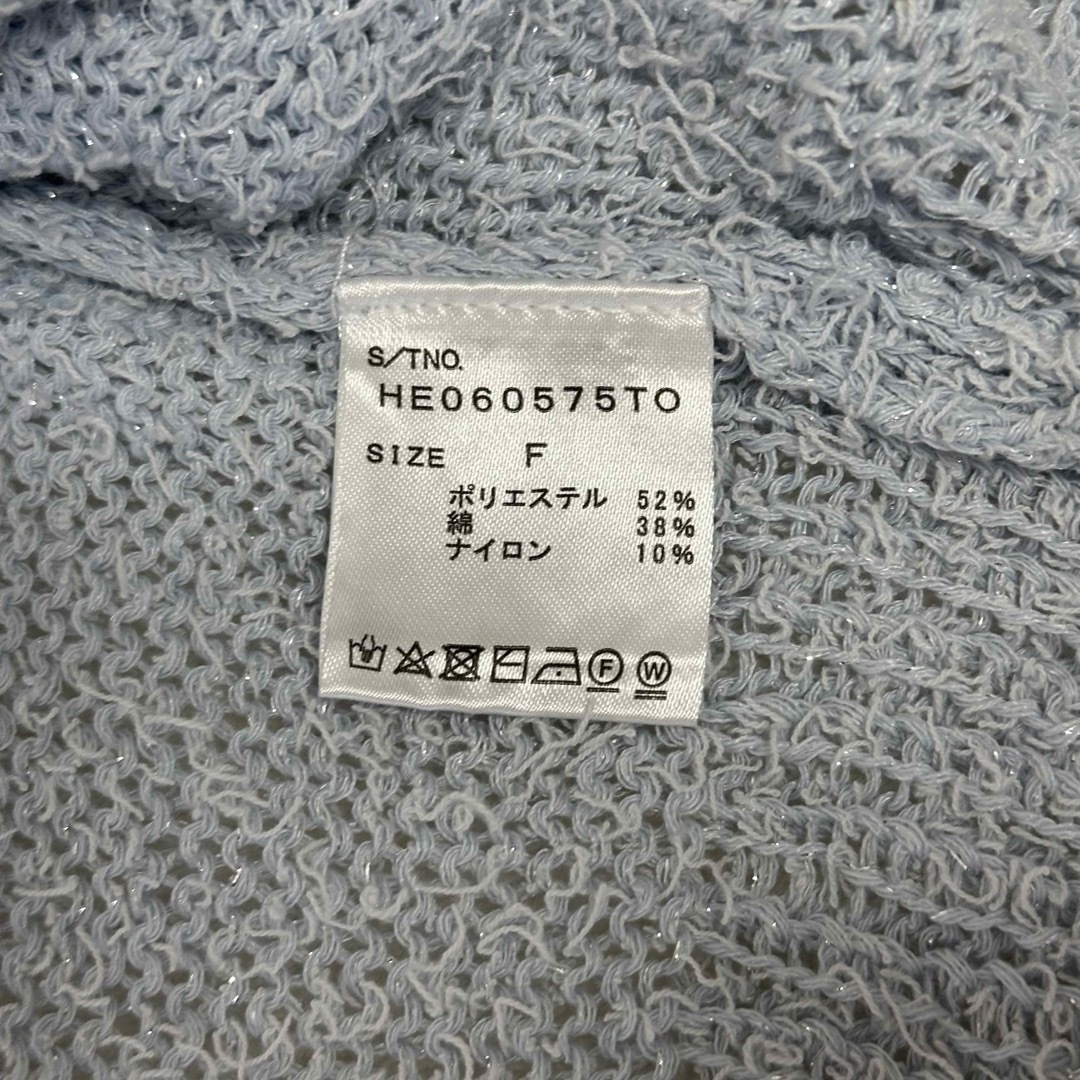 S/TNO.
HE060575TO
SIZE F
ポリエステル 52%
綿 38%
ナイロン 10%
F W